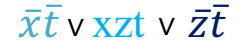 x̄t̄ ∨ xzt ∨ z̄t̄